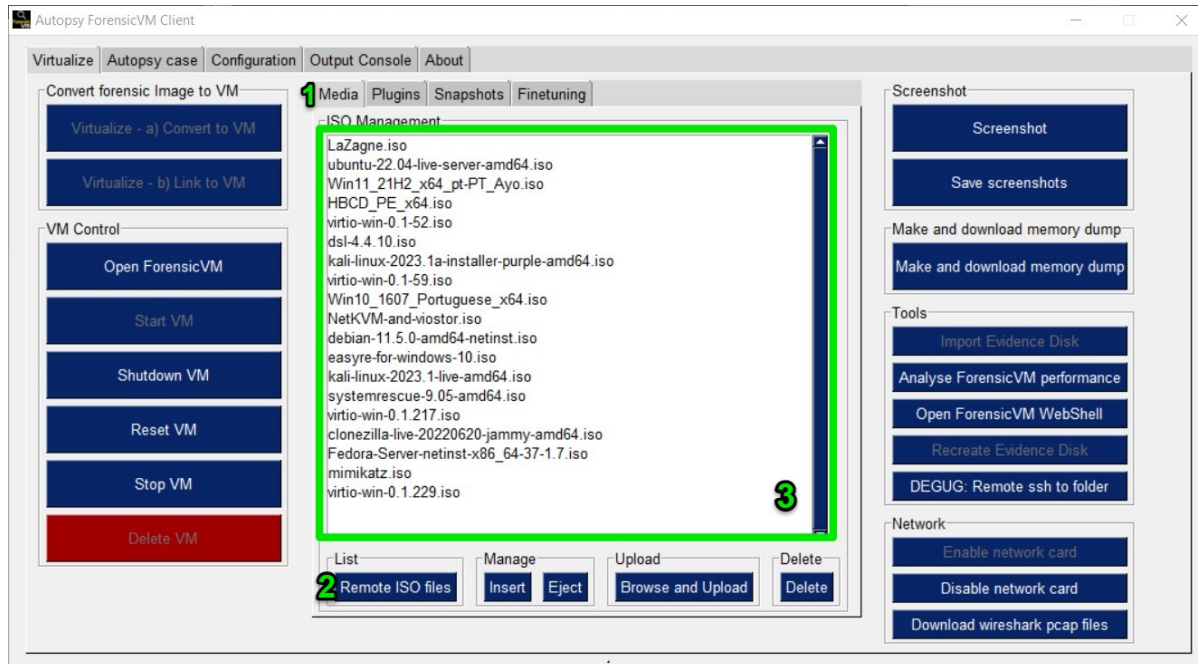 Autopsy ForensicVM Client
Virtualize Autopsy case Configuration Output Console About
Convert forensic Image to VM
Virtualize - a) Convert to VM
Virtualize - b) Link to VM
VM Control
Open ForensicVM
Start VM
Shutdown VM
Reset VM
Stop VM
Delete VM
1 Media Plugins Snapshots Finetuning
ISO Management
LaZagne.iso
ubuntu-22.04-live-server-amd64.iso
Win11_21H2_x64_pt-PT_Ayo.iso
HBCD_PE_x64.iso
virtio-win-0.1-52.iso
dsl-4.4.10.iso
kali-linux-2023.1a-installer-purple-amd64.iso
virtio-win-0.1-59.iso
Win10_1607_Portuguese_x64.iso
NetKVM-and-viostor.iso
debian-11.5.0-amd64-netinst.iso
easyre-for-windows-10.iso
kali-linux-2023.1-live-amd64.iso
systemrescue-9.05-amd64.iso
virtio-win-0.1.217.iso
clonezilla-live-20220620-jammy-amd64.iso
Fedora-Server-netinst-x86_64-37-1.7.iso
mimikatz.iso
virtio-win-0.1.229.iso
3
List Manage Upload Delete
2 Remote ISO files Insert Eject Browse and Upload Delete
Screenshot
Screenshot
Save screenshots
Make and download memory dump
Make and download memory dump
Tools
Import Evidence Disk
Analyse ForensicVM performance
Open ForensicVM WebShell
Recreate Evidence Disk
DEGUG: Remote ssh to folder
Network
Enable network card
Disable network card
Download wireshark pcap files